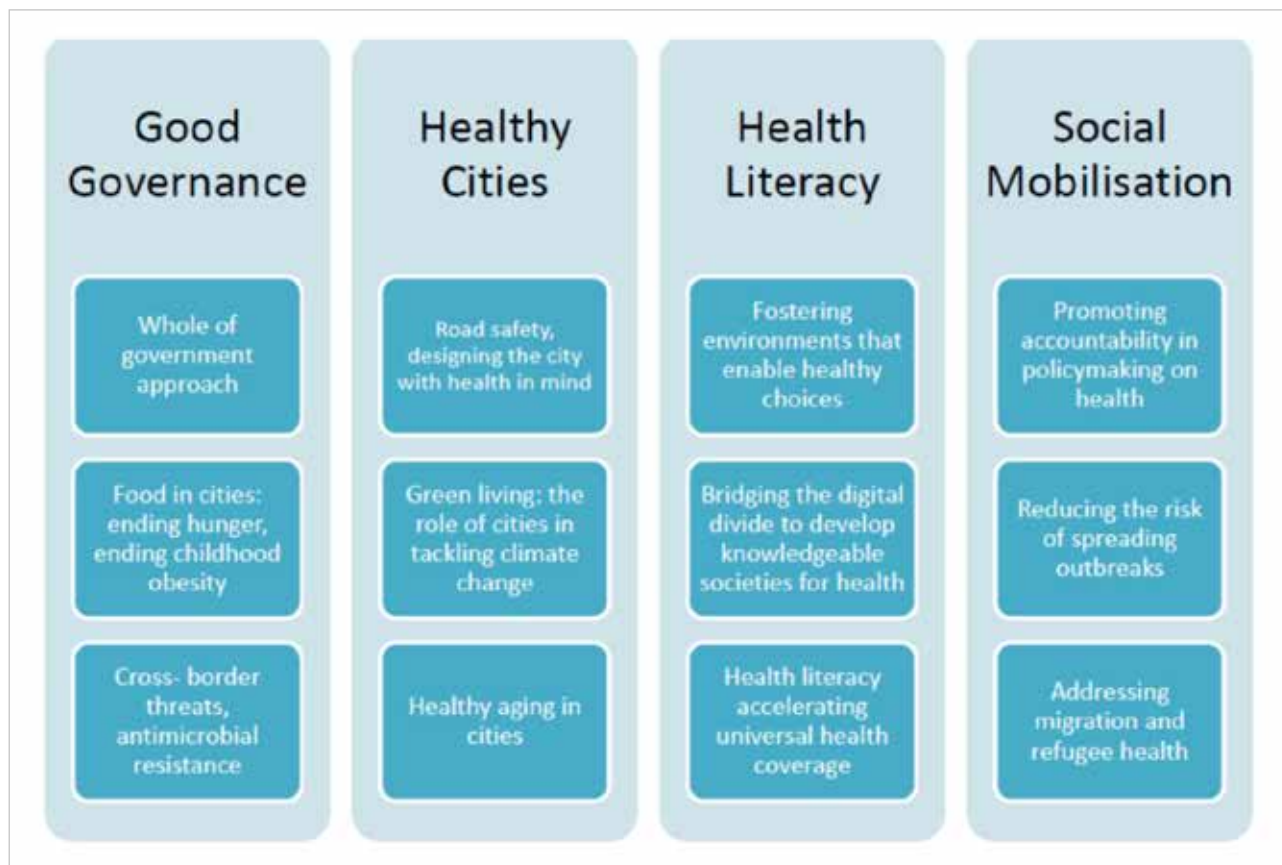 Good
Governance
Whole of
government
approach
Food in cities:
ending hunger,
ending childhood
obesity
Cross- border
threats,
antimicrobial
resistance
Healthy
Cities
Road safety,
designing the city
with health in mind
Green living: the
role of cities in
tackling climate
change
Healthy aging in
cities
Health
Literacy
Fostering
environments that
enable healthy
choices
Bridging the digital
divide to develop
knowledgeable
societies for health
Health literacy
accelerating
universal health
coverage
Social
Mobilisation
Promoting
accountability in
policymaking on
health
Reducing the risk
of spreading
outbreaks
Addressing
migration and
refugee health